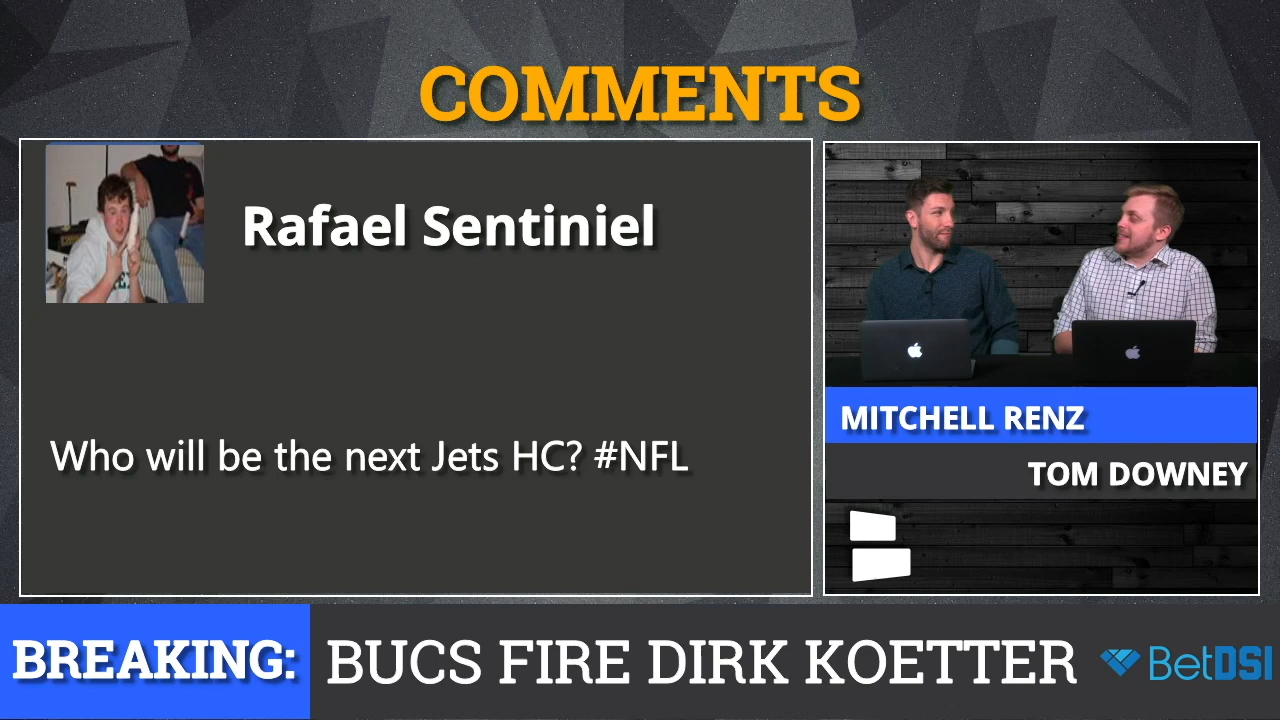 COMMENTS
Rafael Sentiniel
Who will be the next Jets HC? #NFL
MITCHELL RENZ
TOM DOWNEY
BREAKING:
BUCS FIRE DIRK KOETTER
BetDSI